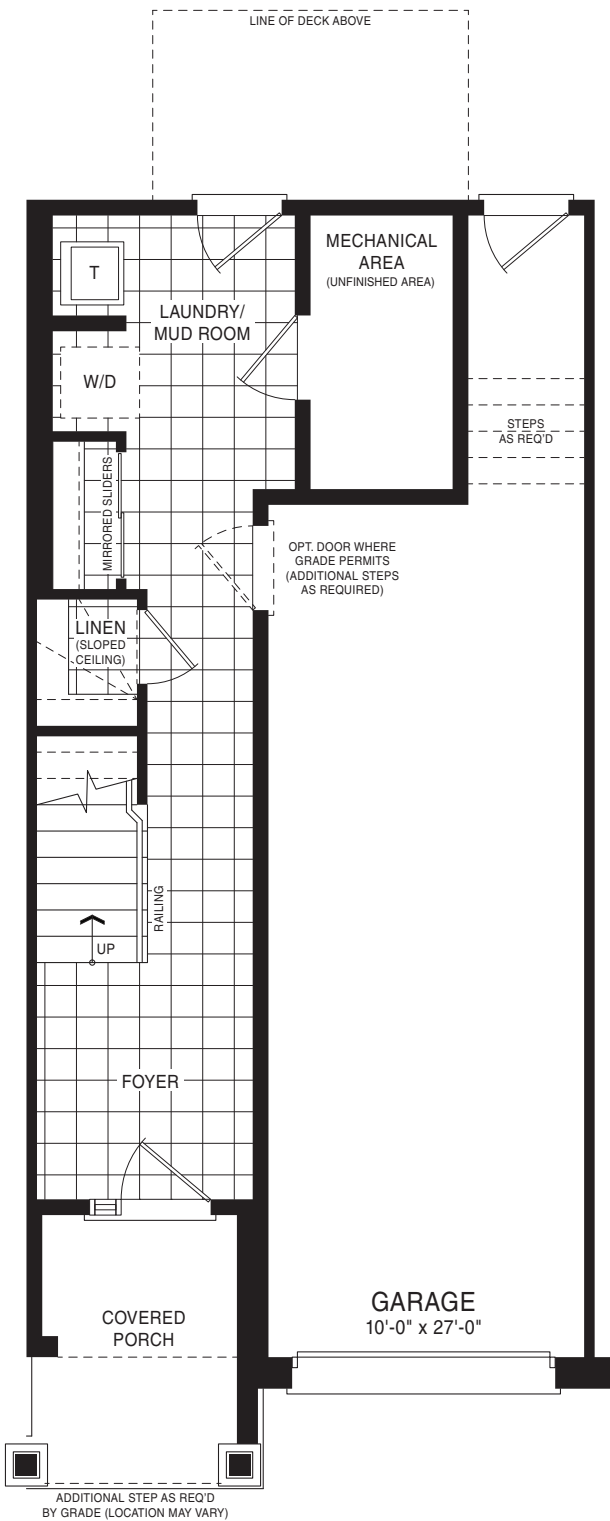 LINE OF DECK ABOVE
MECHANICAL
AREA
(UNFINISHED AREA)
T
LAUNDRY/
MUD ROOM
W/D
STEPS
AS REQ'D
MIRRORED SLIDERS
OPT. DOOR WHERE
GRADE PERMITS
(ADDITIONAL STEPS
AS REQUIRED)
LINEN
(SLOPED
CEILING)
RAILING
UP
FOYER
GARAGE
10'-0" x 27'-0"
COVERED
PORCH
ADDITIONAL STEP AS REQ'D
BY GRADE (LOCATION MAY VARY)